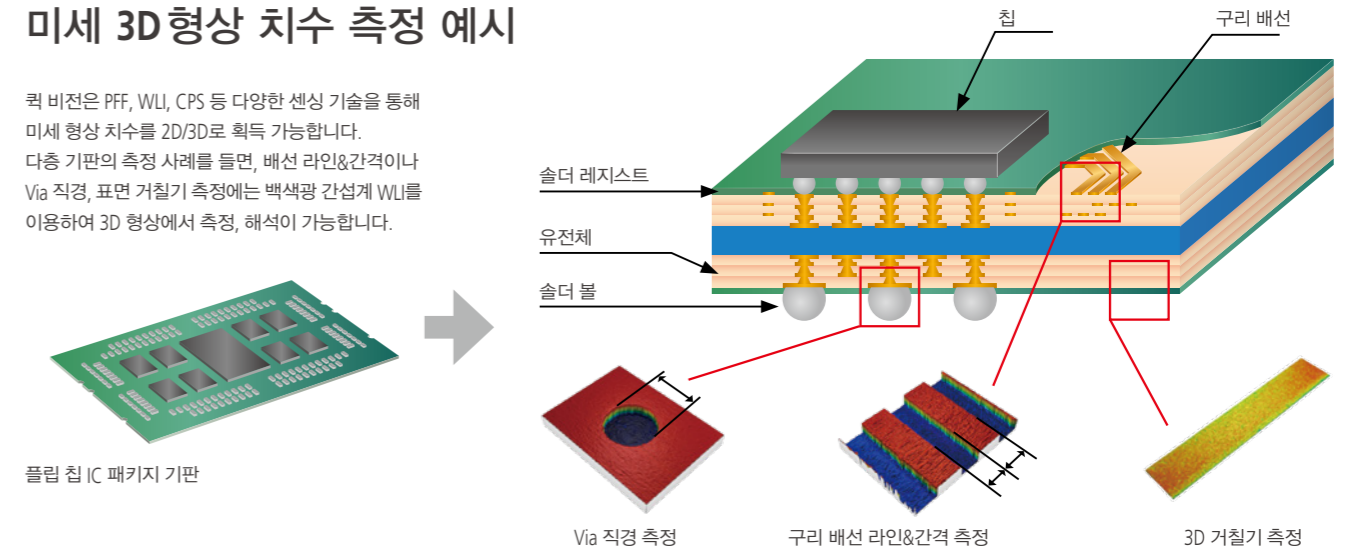 미세 3D 형상 치수 측정 예시
퀵 비전은 PFF, WLI, CPS 등 다양한 센싱 기술을 통해
미세 형상 치수를 2D/3D로 획득 가능합니다.
다층 기판의 측정 사례를 들면, 배선 라인&간격이나
Via 직경, 표면 거칠기 측정에는 백색광 간섭계 WLI를
이용하여 3D 형상에서 측정, 해석이 가능합니다.
플립 칩 IC 패키지 기판
칩
구리 배선
솔더 레지스트
유전체
솔더 볼
Via 직경 측정
구리 배선 라인&간격 측정
3D 거칠기 측정